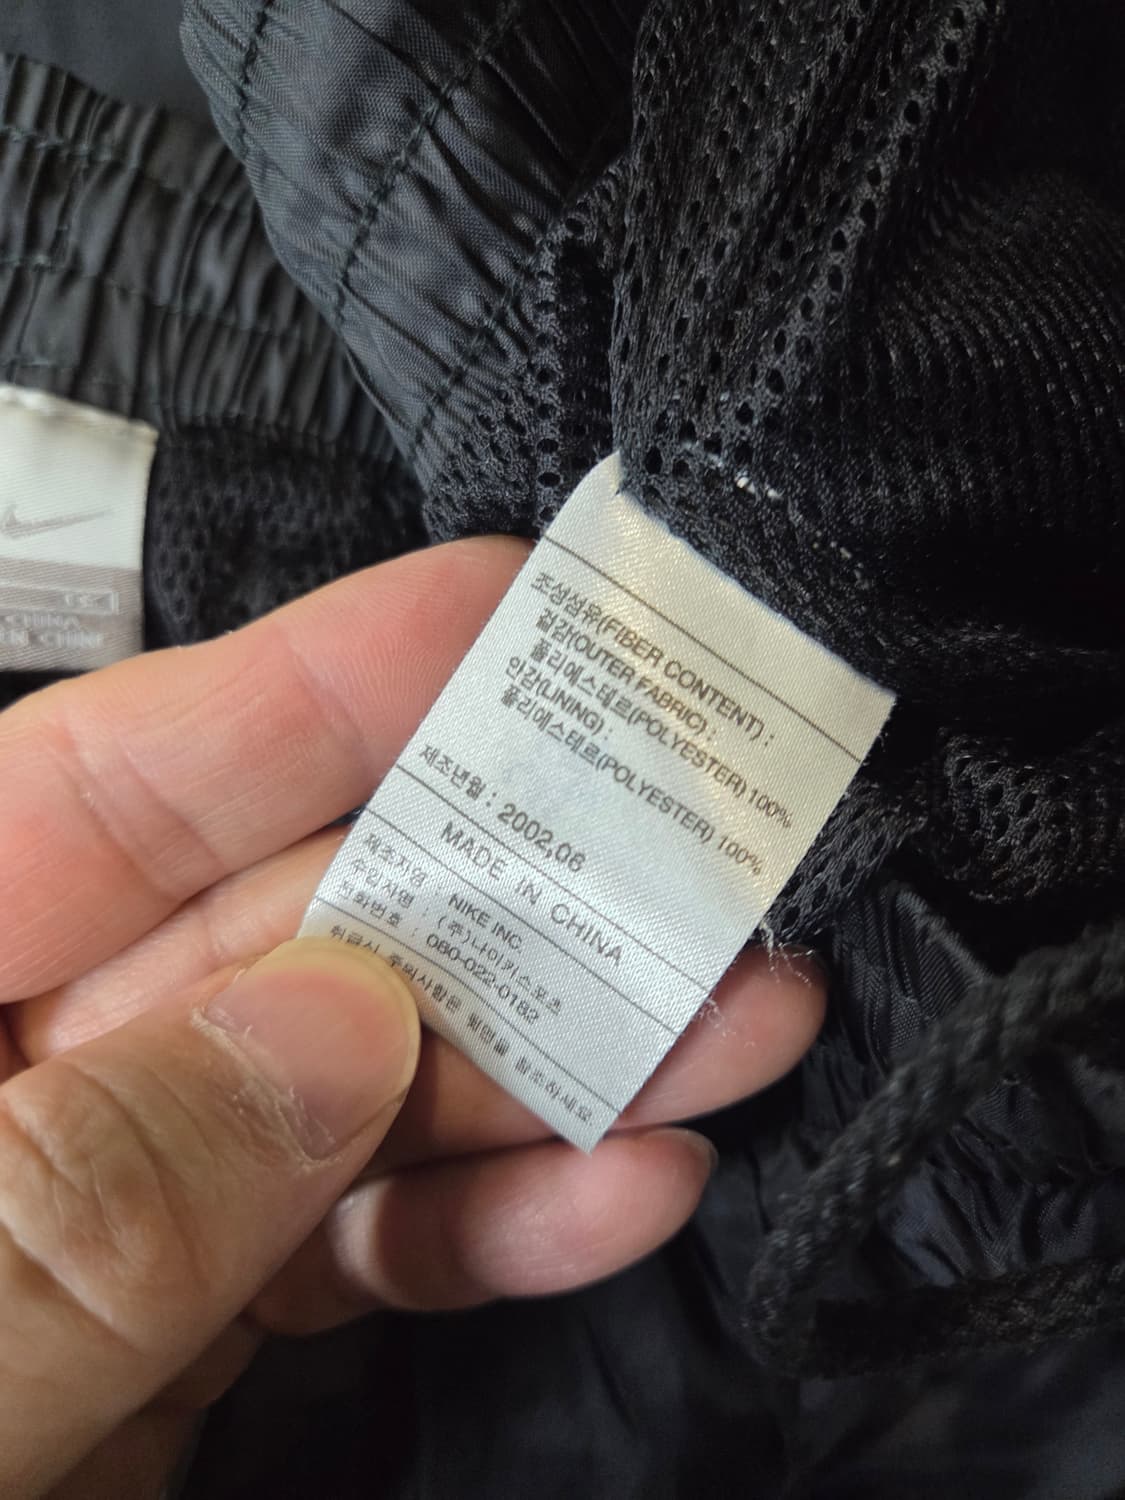 조성섬유(FIBER CONTENT) :
겉감(OUTER FABRIC) :
폴리에스테르(POLYESTER) 100%
안감(LINING) :
폴리에스테르(POLYESTER) 100%
제조년월 : 2002,06
MADE IN CHINA
제조자명 : NIKE INC.
수입자명 : (주)나이키스포츠
전화번호 : 080-022-0182
취급시 주의사항은 뒷면을 참조하세요.
CHINA